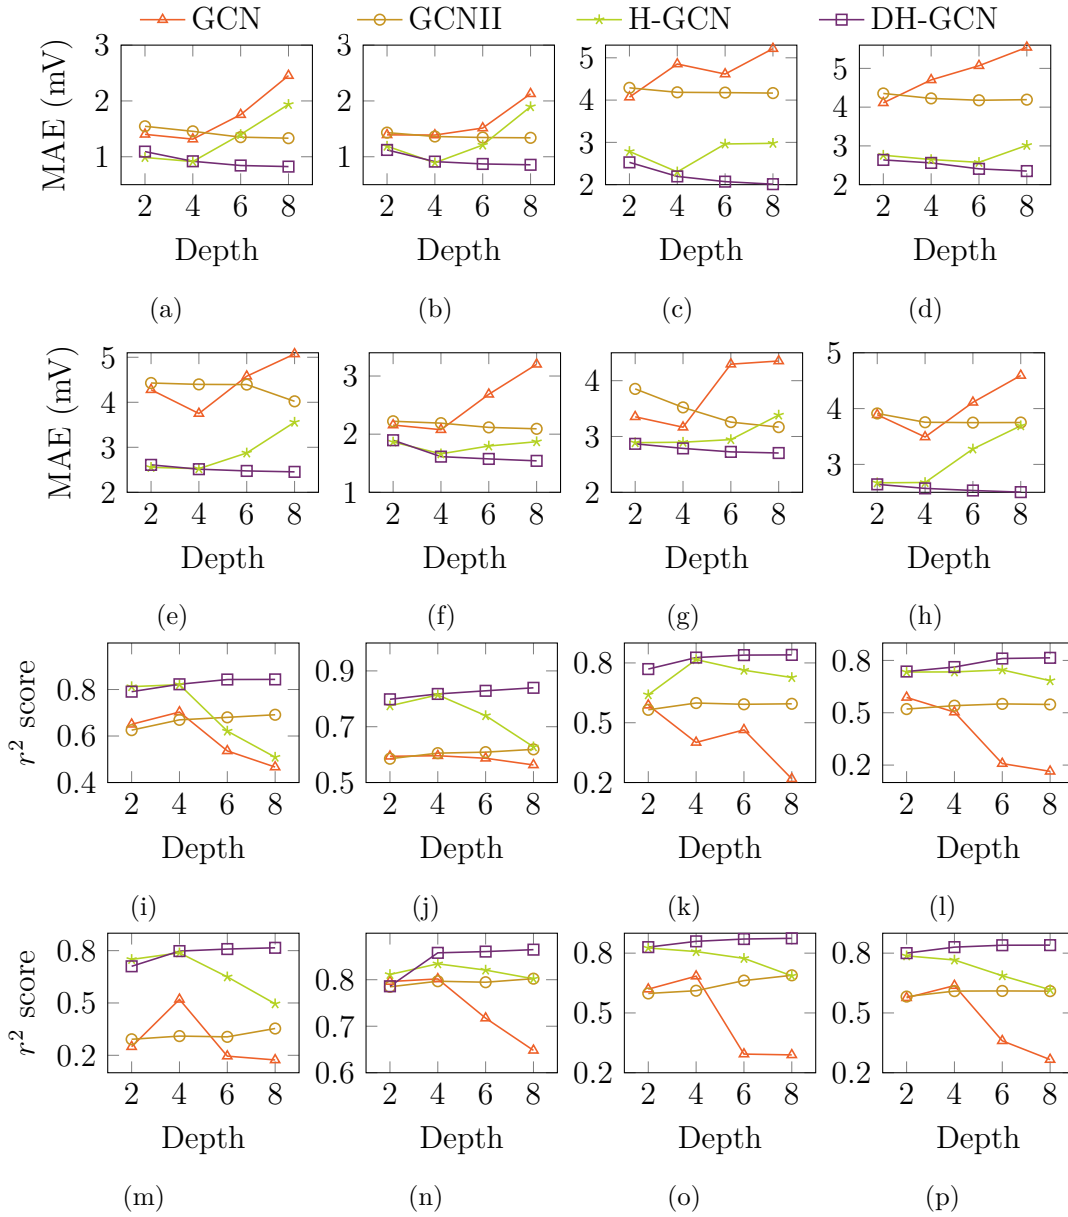 GCN GCNII H-GCN DH-GCN
MAE (mV)
3
2
1
2 4 6 8
Depth
(a)
3
2
1
2 4 6 8
Depth
(b)
5
4
3
2
2 4 6 8
Depth
(c)
5
4
3
2
2 4 6 8
Depth
(d)
MAE (mV)
5
4
3
2
2 4 6 8
Depth
(e)
3
2
1
2 4 6 8
Depth
(f)
4
3
2
2 4 6 8
Depth
(g)
5
4
3
2 4 6 8
Depth
(h)
r² score
0.8
0.6
0.4
2 4 6 8
Depth
(i)
0.9
0.7
0.5
2 4 6 8
Depth
(j)
0.8
0.5
0.2
2 4 6 8
Depth
(k)
0.8
0.5
0.2
2 4 6 8
Depth
(l)
r² score
0.8
0.5
0.2
2 4 6 8
Depth
(m)
0.8
0.7
0.6
2 4 6 8
Depth
(n)
0.8
0.5
0.2
2 4 6 8
Depth
(o)
0.8
0.5
0.2
2 4 6 8
Depth
(p)